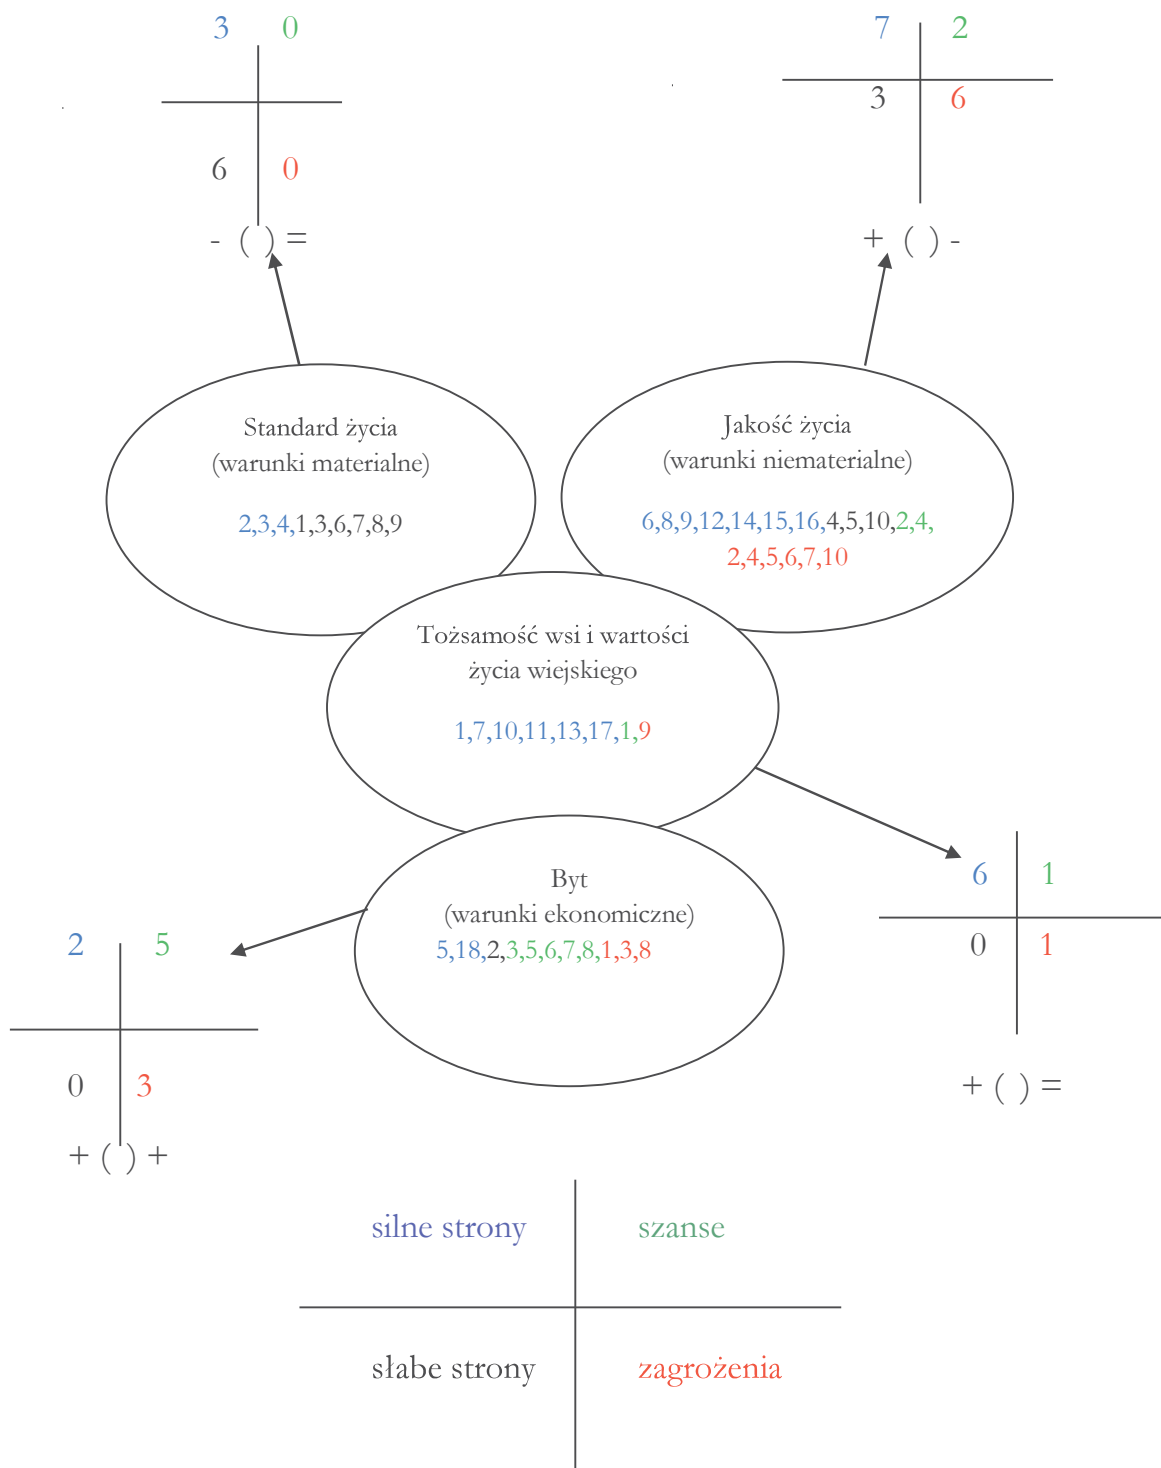 3 0
6 0
- ( ) =
7 2
3 6
+ ( ) -
Standard życia
(warunki materialne)
2,3,4,1,3,6,7,8,9
Jakość życia
(warunki niematerialne)
6,8,9,12,14,15,16,4,5,10,2,4,
2,4,5,6,7,10
Tożsamość wsi i wartości
życia wiejskiego
1,7,10,11,13,17,1,9
Byt
(warunki ekonomiczne)
5,18,2,3,5,6,7,8,1,3,8
6 1
0 1
+ ( ) =
2 5
0 3
+ ( ) +
silne strony szanse
słabe strony zagrożenia